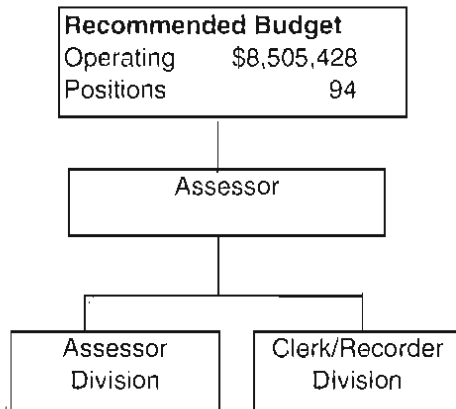 Recommended Budget
Operating $8,505,428
Positions 94
Assessor
Assessor
Division
Clerk/Recorder
Division